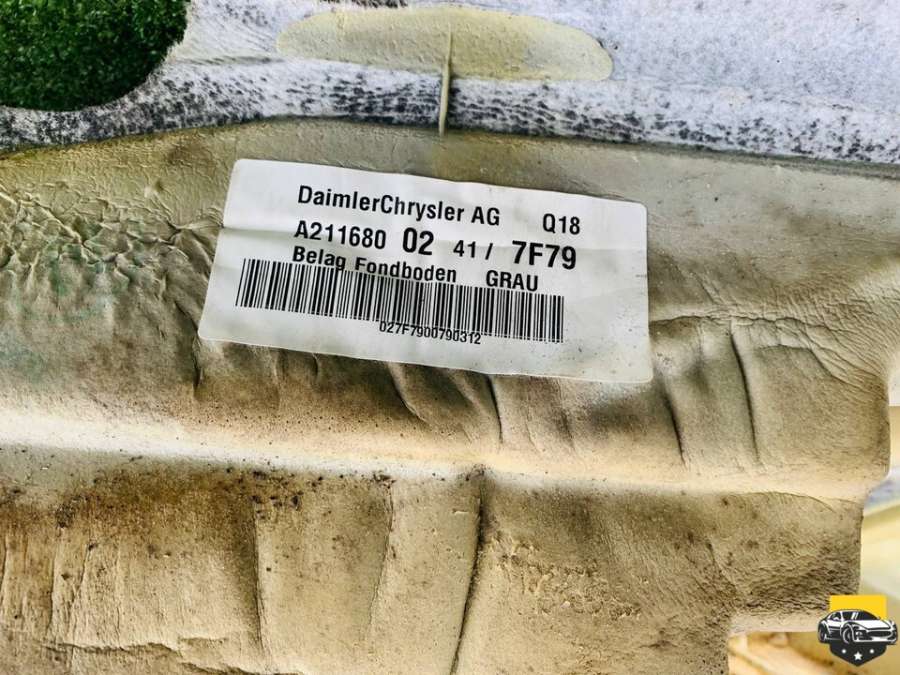 DaimlerChrysler AG Q18
A211680 02 41 / 7F79
Belag Fondboden GRAU
027F7900790312